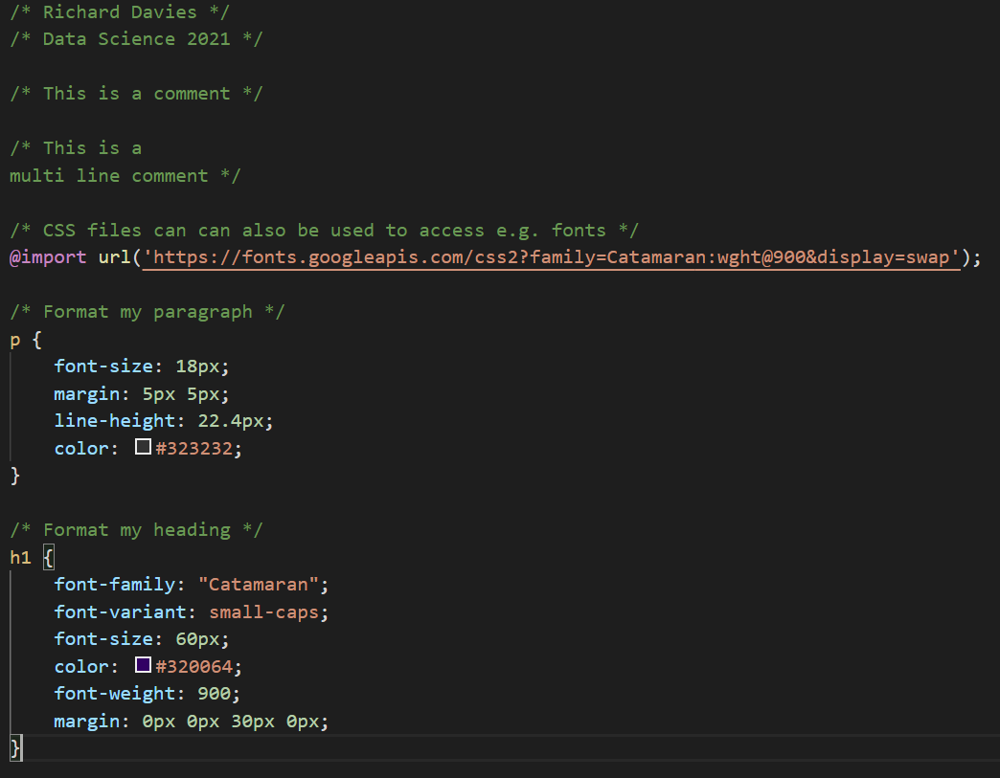 /* Richard Davies */
/* Data Science 2021 */
/* This is a comment */
/* This is a
multi line comment */
/* CSS files can can also be used to access e.g. fonts */
@import url('https://fonts.googleapis.com/css2?family=Catamaran:wght@900&display=swap');
/* Format my paragraph */
p {
    font-size: 18px;
    margin: 5px 5px;
    line-height: 22.4px;
    color: #323232;
}
/* Format my heading */
h1 {
    font-family: "Catamaran";
    font-variant: small-caps;
    font-size: 60px;
    color: #320064;
    font-weight: 900;
    margin: 0px 0px 30px 0px;
}